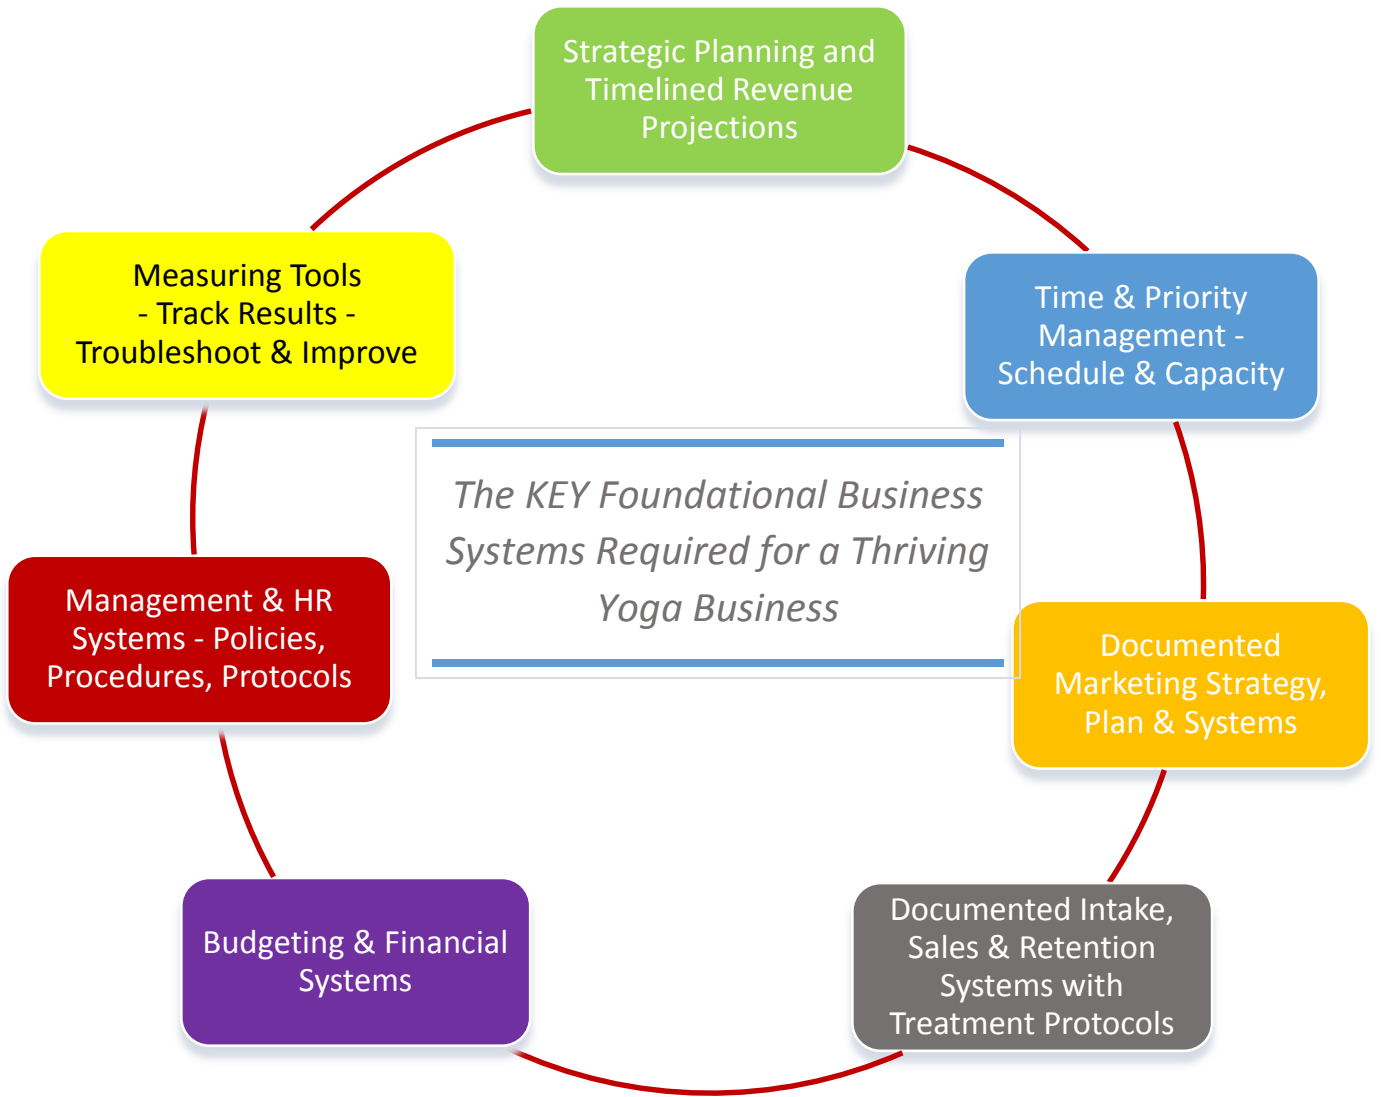 Strategic Planning and
Timelined Revenue
Projections
Time & Priority
Management -
Schedule & Capacity
Documented
Marketing Strategy,
Plan & Systems
Documented Intake,
Sales & Retention
Systems with
Treatment Protocols
Budgeting & Financial
Systems
Management & HR
Systems - Policies,
Procedures, Protocols
Measuring Tools
- Track Results -
Troubleshoot & Improve
The KEY Foundational Business
Systems Required for a Thriving
Yoga Business